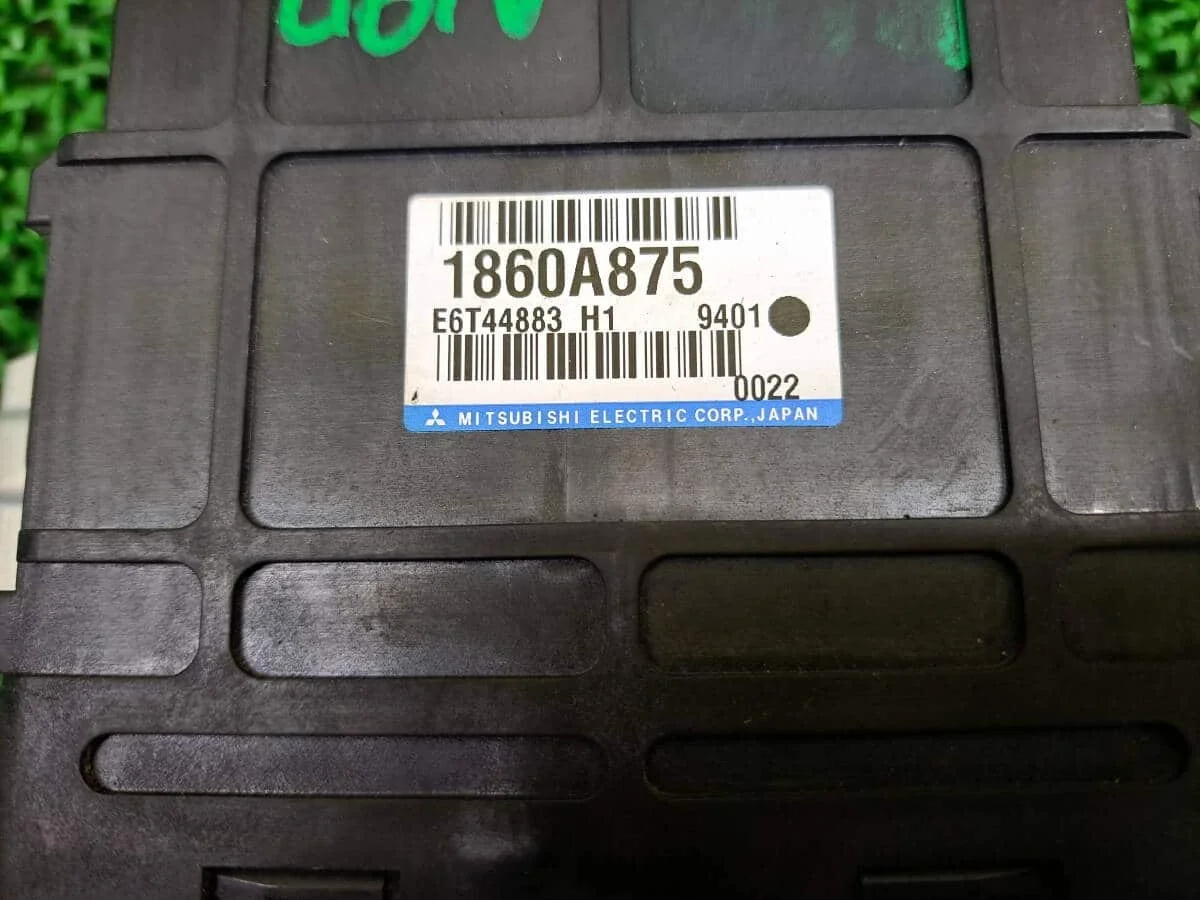 1860A875
E6T44883 H1 9401
0022
MITSUBISHI ELECTRIC CORP.,JAPAN